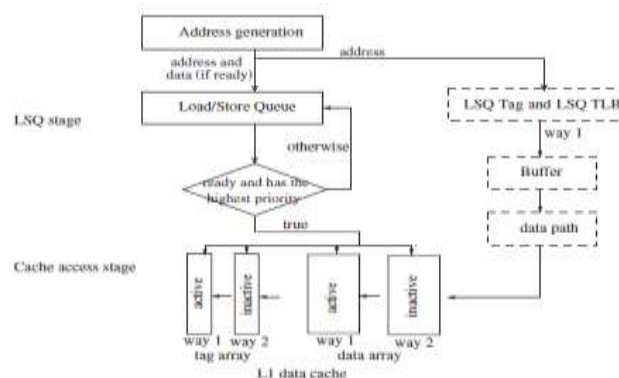 Address generation
address
address and
data (if ready)
Load/Store Queue
LSQ Tag and LSQ TLB
LSQ stage
way 1
otherwise
Buffer
ready and has the
highest priority
true
data path
Cache access stage
active
inactive
active
inactive
way 1 way 2
way 1
way 2
tag array
data array
L1 data cache